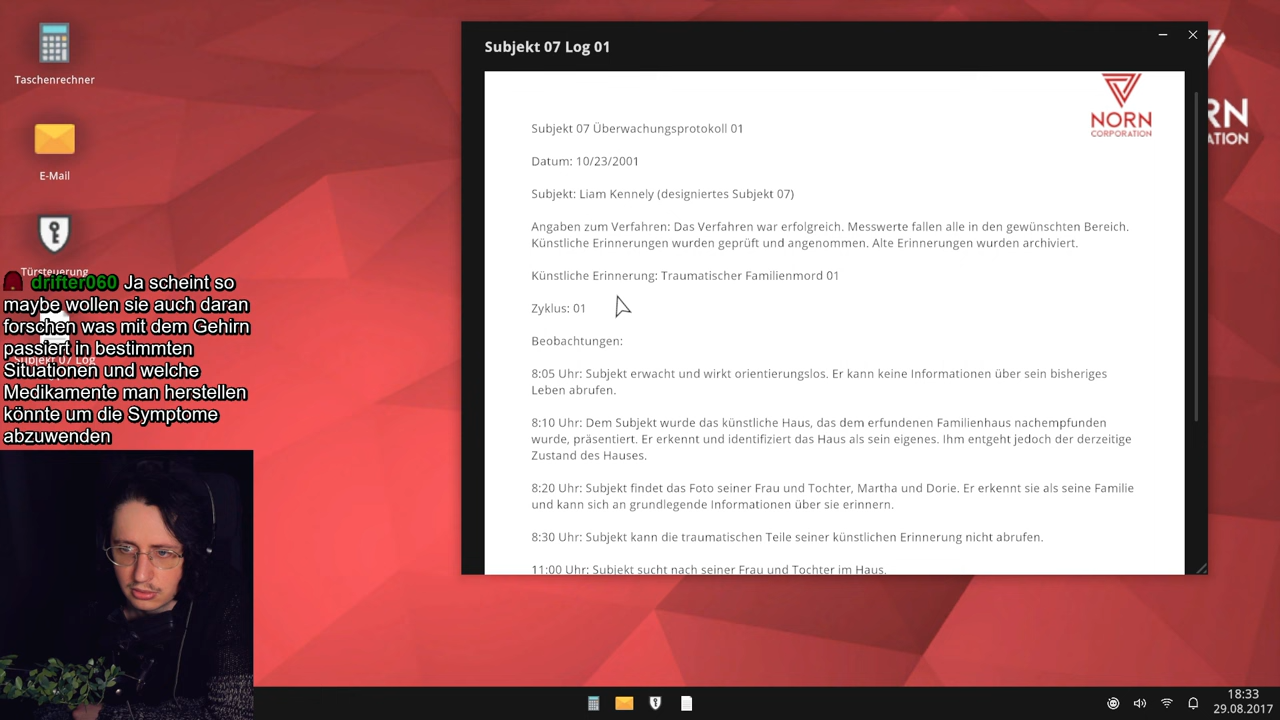 Taschenrechner
E-Mail
Türsteuerung
Subjekt 07 Log
drifter060 Ja scheint so
maybe wollen sie auch daran
forschen was mit dem Gehirn
passiert in bestimmten
Situationen und welche
Medikamente man herstellen
könnte um die Symptome
abzuwenden
Subjekt 07 Log 01
NORN
CORPORATION
Subjekt 07 Überwachungsprotokoll 01
Datum: 10/23/2001
Subjekt: Liam Kennely (designiertes Subjekt 07)
Angaben zum Verfahren: Das Verfahren war erfolgreich. Messwerte fallen alle in den gewünschten Bereich.
Künstliche Erinnerungen wurden geprüft und angenommen. Alte Erinnerungen wurden archiviert.
Künstliche Erinnerung: Traumatischer Familienmord 01
Zyklus: 01
Beobachtungen:
8:05 Uhr: Subjekt erwacht und wirkt orientierungslos. Er kann keine Informationen über sein bisheriges
Leben abrufen.
8:10 Uhr: Dem Subjekt wurde das künstliche Haus, das dem erfundenen Familienhaus nachempfunden
wurde, präsentiert. Er erkennt und identifiziert das Haus als sein eigenes. Ihm entgeht jedoch der derzeitige
Zustand des Hauses.
8:20 Uhr: Subjekt findet das Foto seiner Frau und Tochter, Martha und Dorie. Er erkennt sie als seine Familie
und kann sich an grundlegende Informationen über sie erinnern.
8:30 Uhr: Subjekt kann die traumatischen Teile seiner künstlichen Erinnerung nicht abrufen.
11:00 Uhr: Subjekt sucht nach seiner Frau und Tochter im Haus.
RN
RATION
18:33
29.08.2017